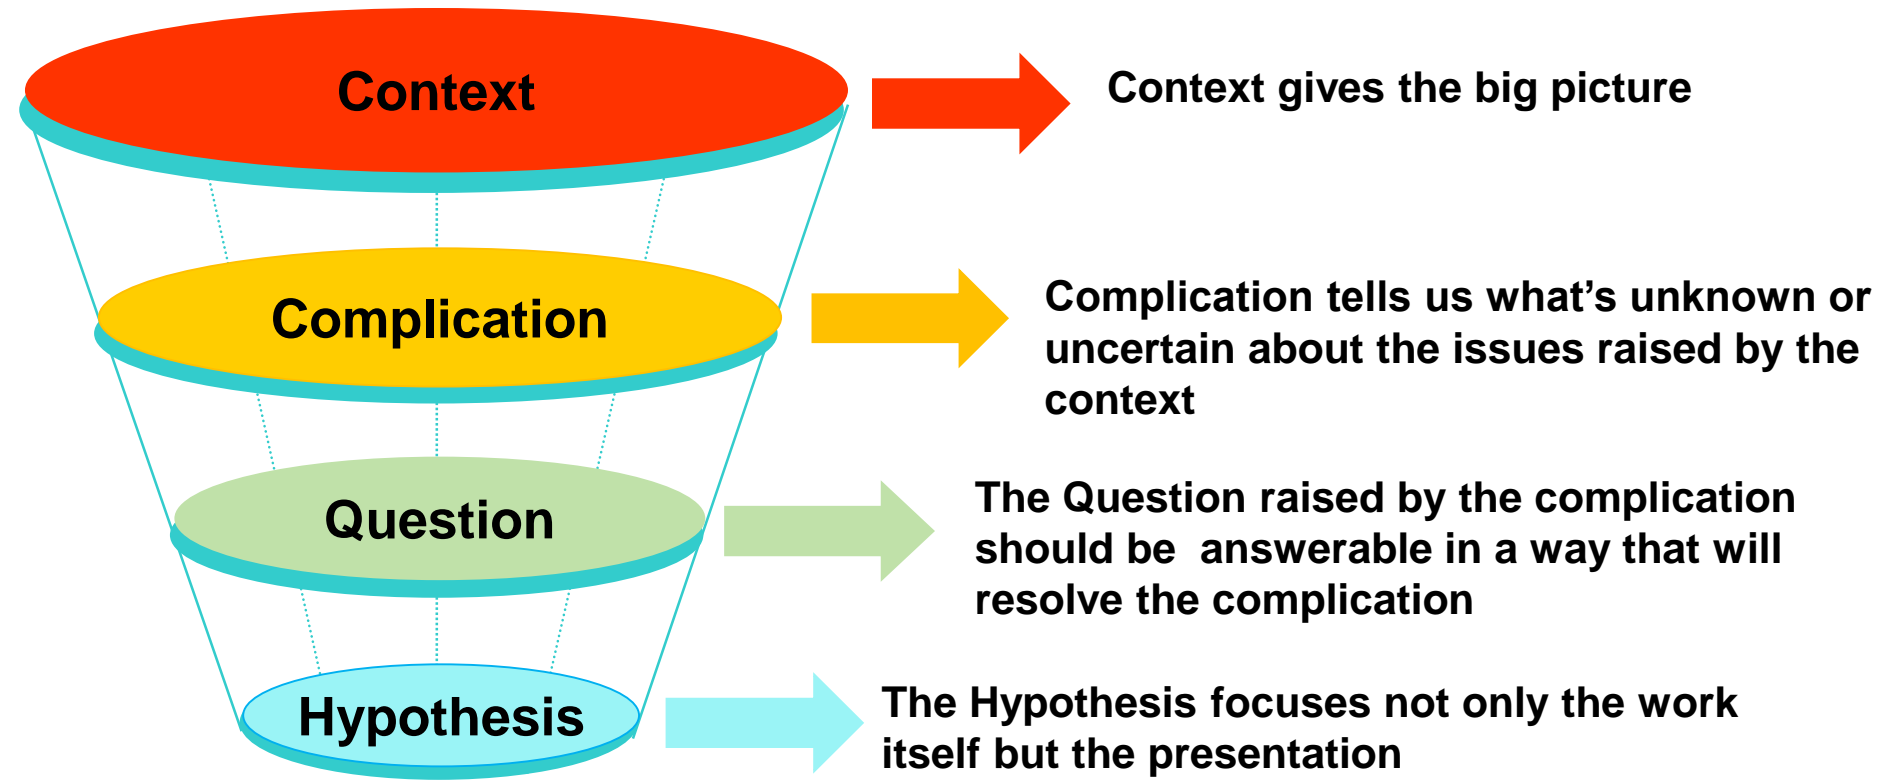 Context
Context gives the big picture
Complication
Complication tells us what’s unknown or
uncertain about the issues raised by the
context
Question
The Question raised by the complication
should be  answerable in a way that will
resolve the complication
Hypothesis
The Hypothesis focuses not only the work
itself but the presentation